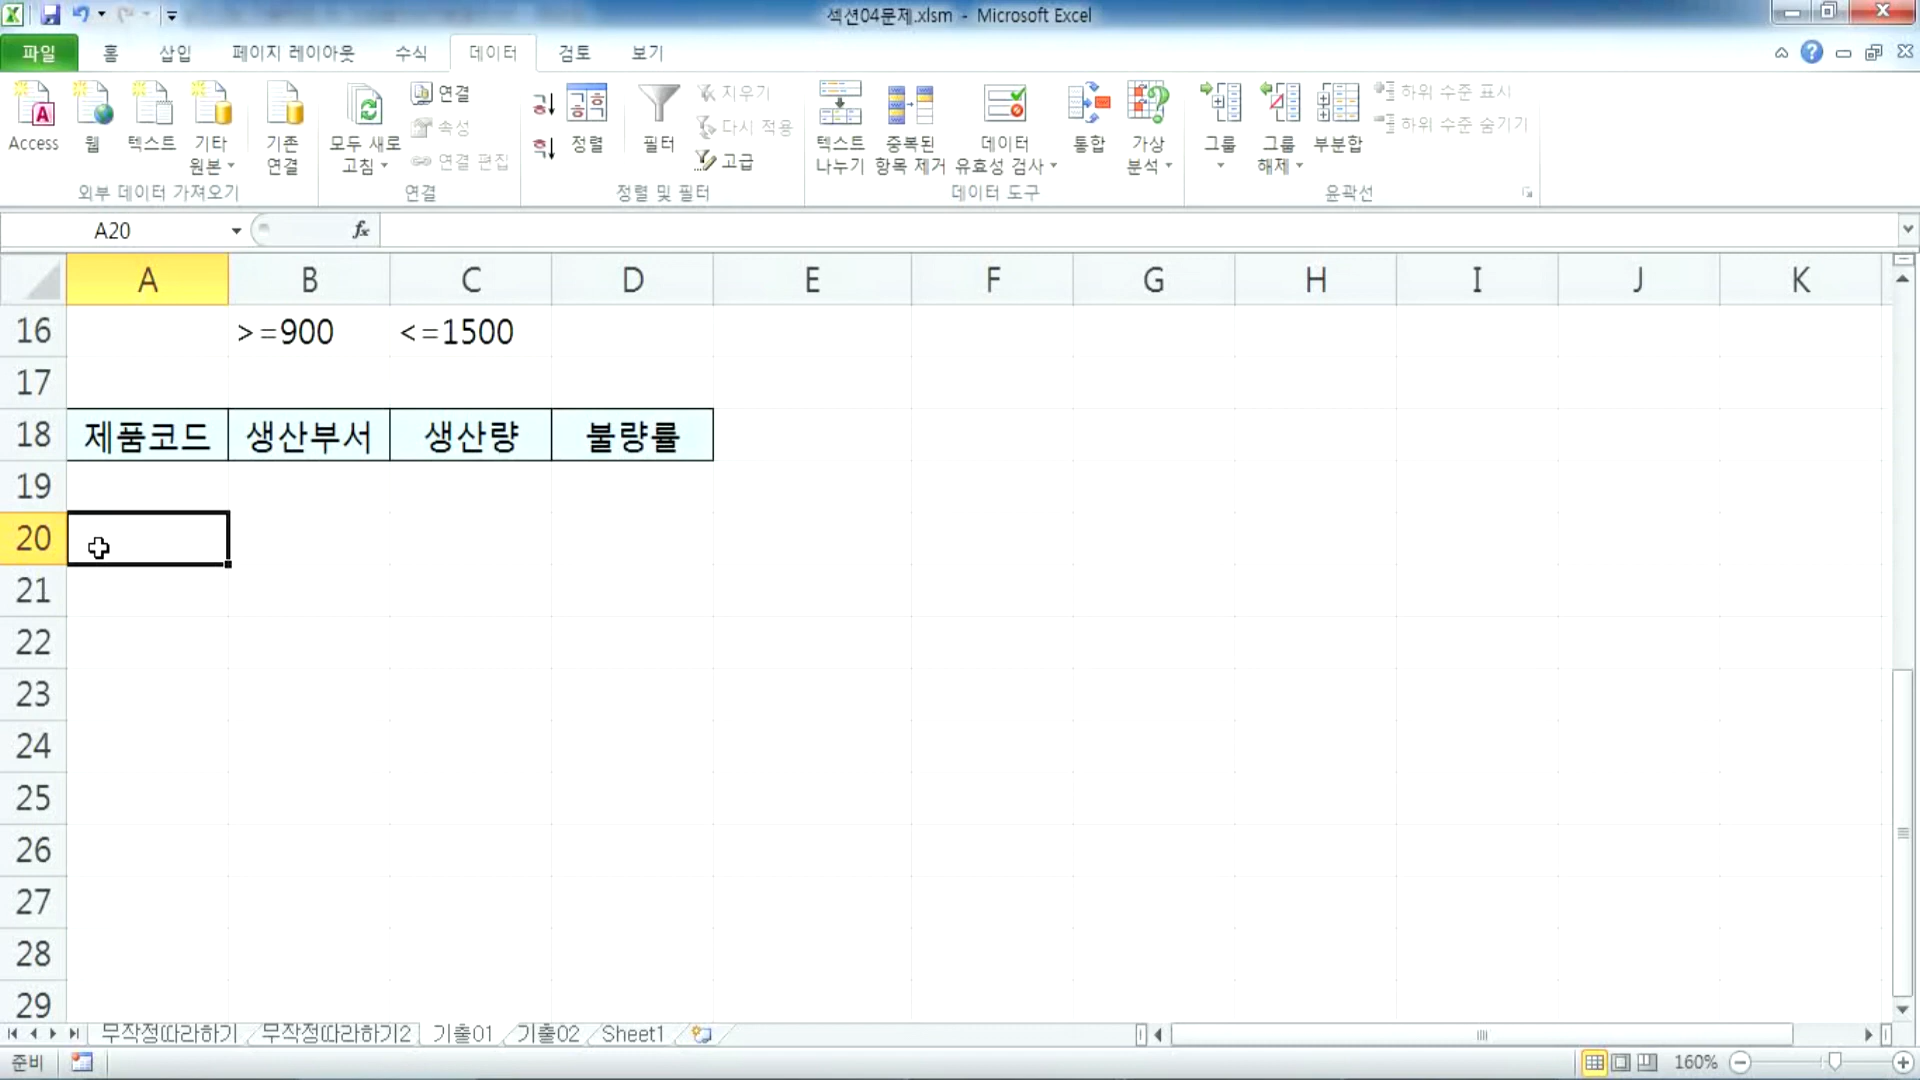 섹션04문제.xlsm - Microsoft Excel
파일 홈 삽입 페이지 레이아웃 수식 데이터 검토 보기
Access 웹 텍스트 기타 원본 기존 연결
외부 데이터 가져오기
모두 새로 고침 연결 속성 연결 편집
연결
정렬 필터 지우기 다시 적용 고급
정렬 및 필터
텍스트 나누기 중복된 항목 제거 데이터 유효성 검사 통합 가상 분석
데이터 도구
그룹 그룹 해제 부분합 하위 수준 표시 하위 수준 숨기기
윤곽선
A20 fx
A B C D E F G H I J K
16 >=900 <=1500
17
18 제품코드 생산부서 생산량 불량률
19
20
21
22
23
24
25
26
27
28
29
무작정따라하기 무작정따라하기2 기출01 기출02 Sheet1
준비 160%